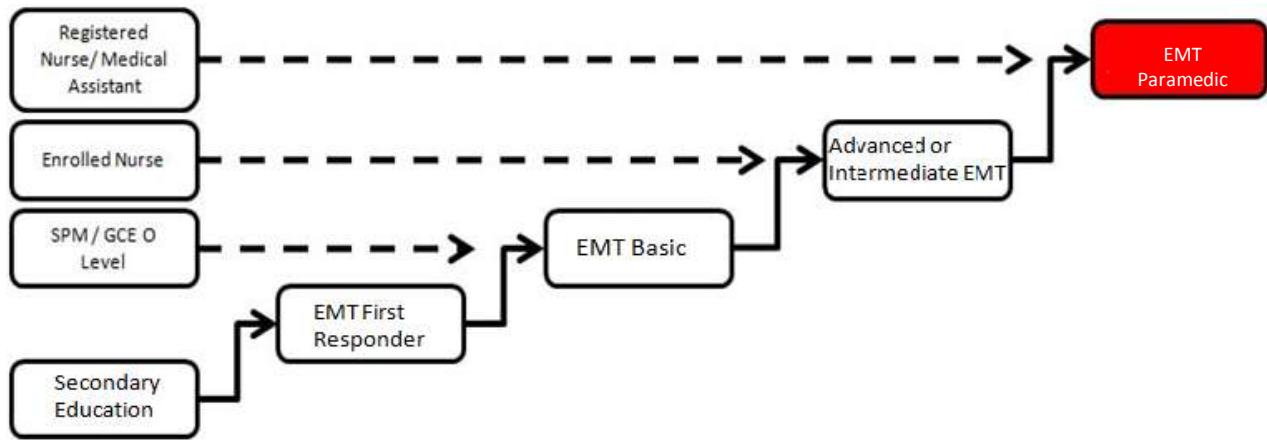 Registered
Nurse/ Medical
Assistant
EMT
Paramedic
Enrolled Nurse
Advanced or
Intermediate EMT
SPM / GCE O
Level
EMT Basic
EMT First
Responder
Secondary
Education